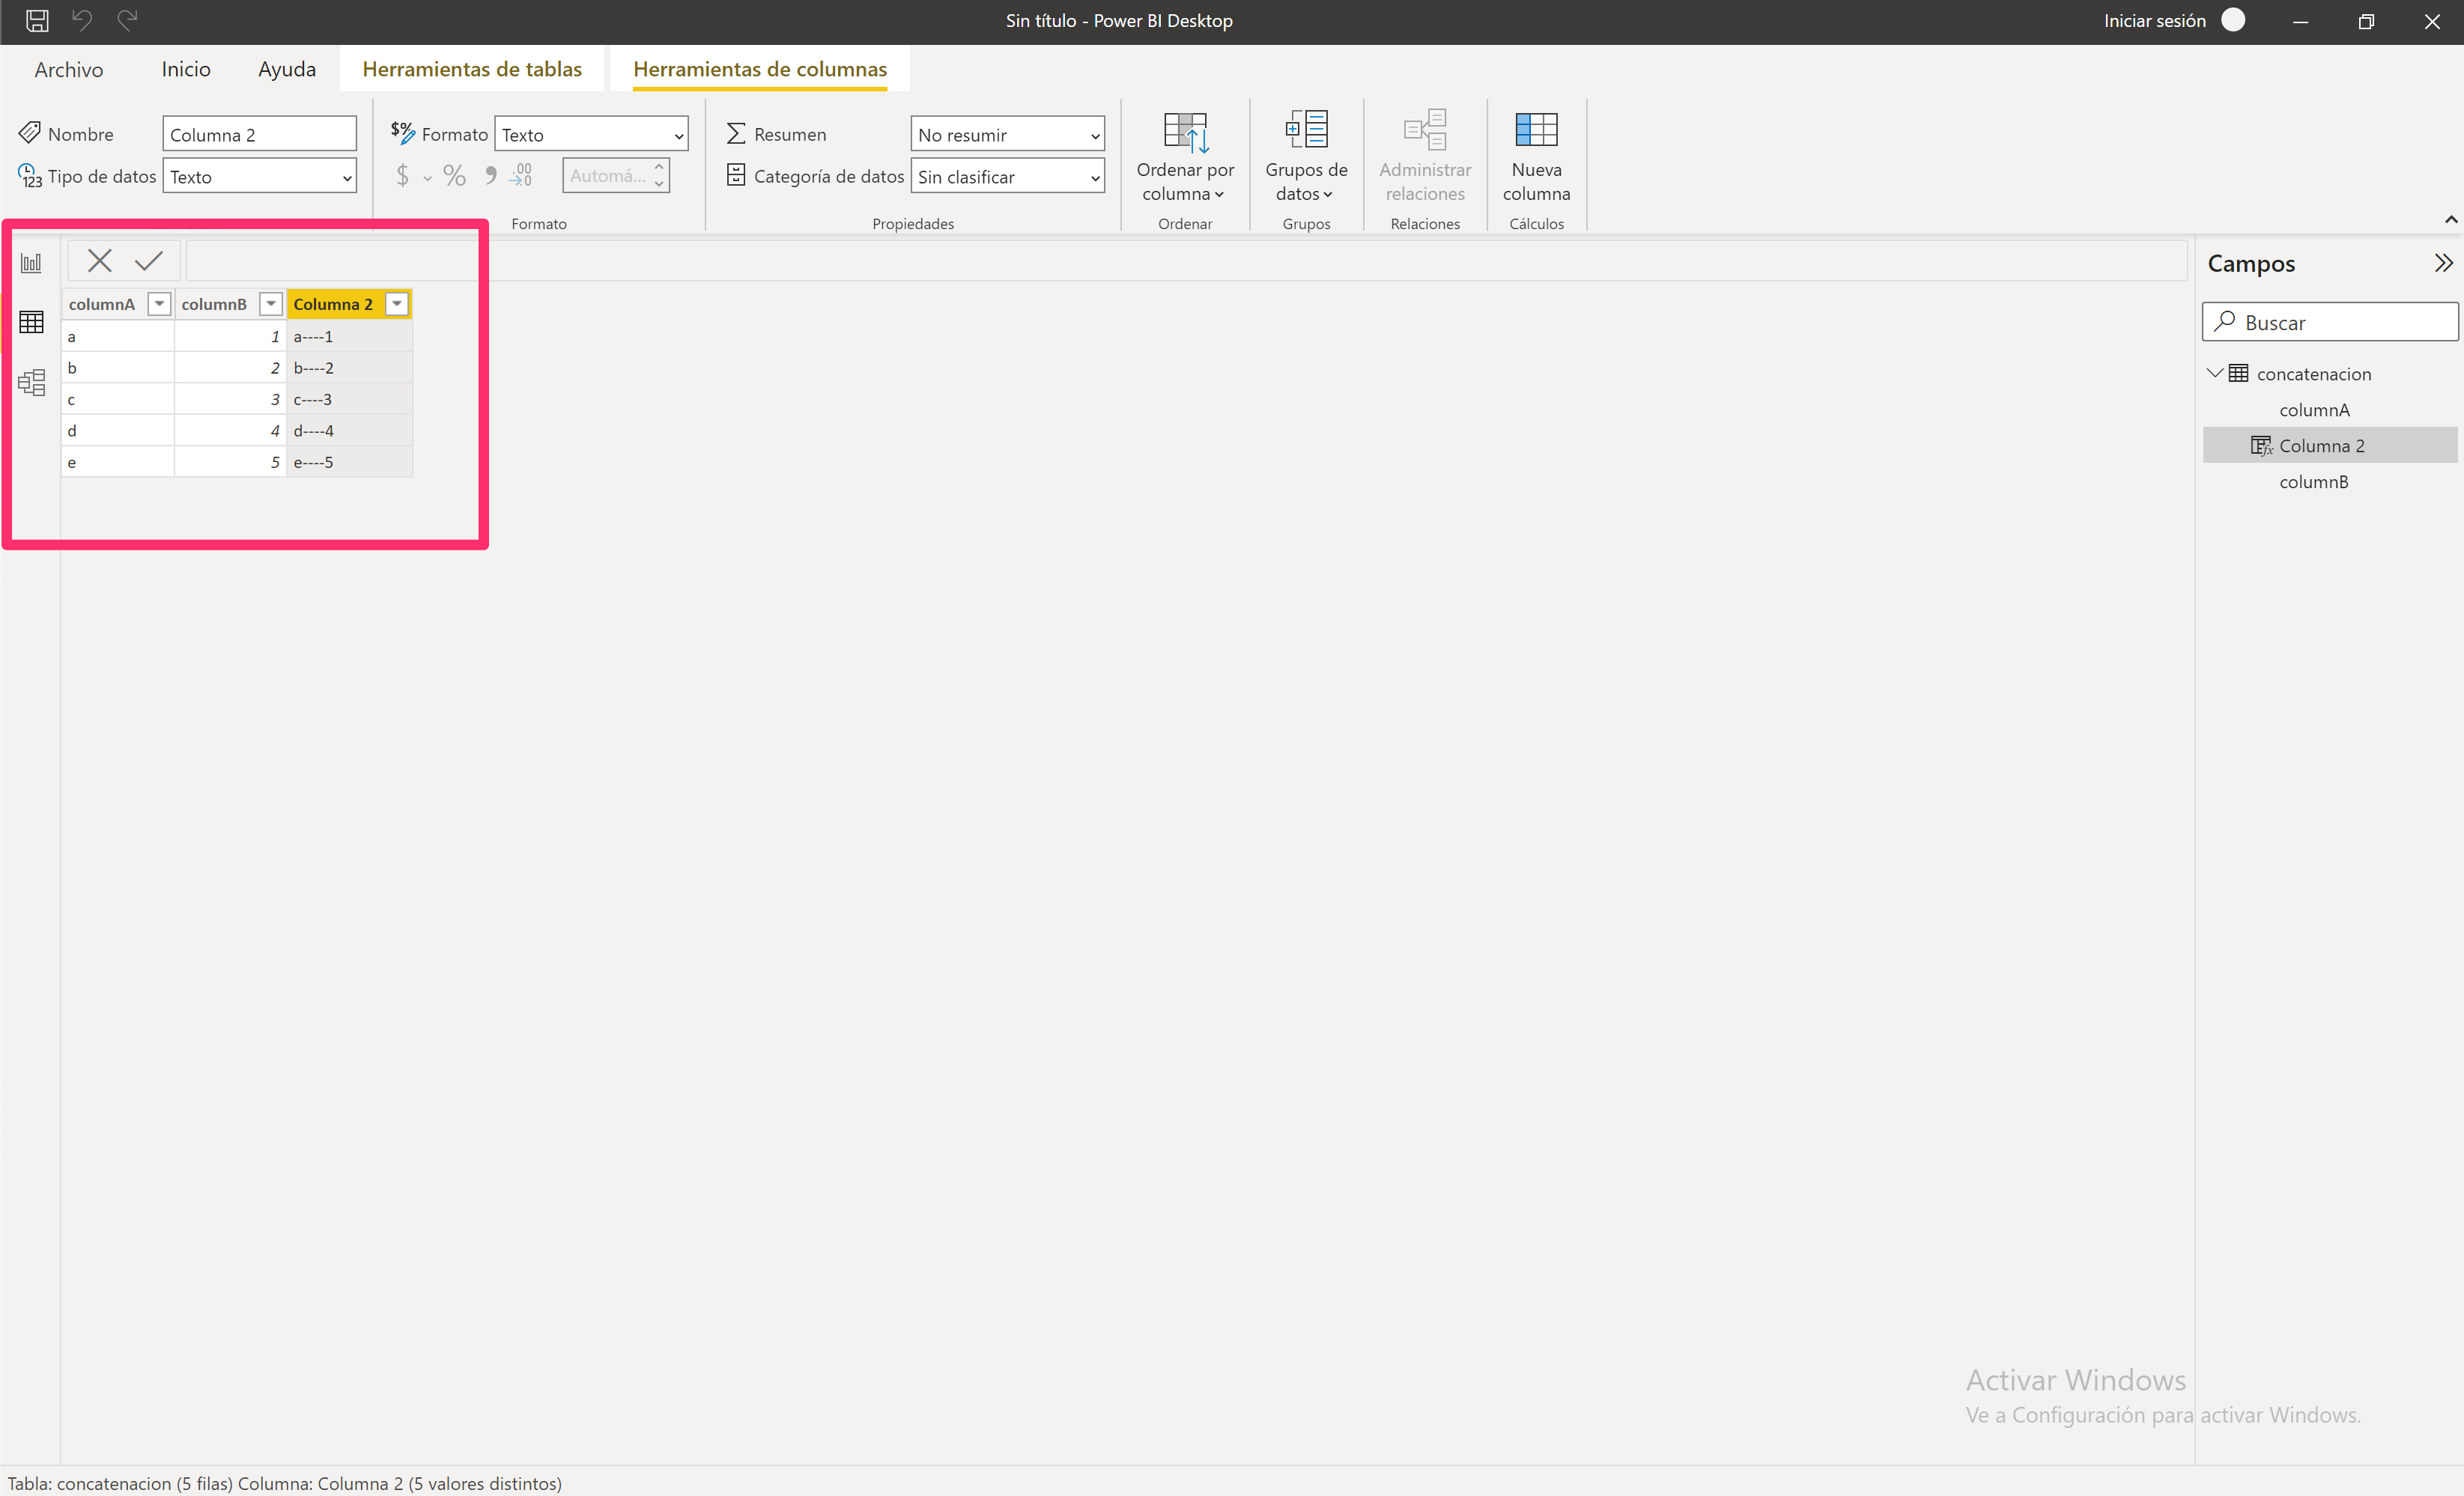 Sin título - Power BI Desktop
Iniciar sesión
Archivo
Inicio
Ayuda
Herramientas de tablas
Herramientas de columnas
Nombre
Columna 2
Tipo de datos
Texto
$% Formato
Texto
$ % , .00 →.0
Automá...
Formato
Resumen
No resumir
Categoría de datos
Sin clasificar
Propiedades
Ordenar por
columna
Ordenar
Grupos de
datos
Grupos
Administrar
relaciones
Relaciones
Nueva
columna
Cálculos
columnA columnB Columna 2
a 1 a----1
b 2 b----2
c 3 c----3
d 4 d----4
e 5 e----5
Campos
Buscar
concatenacion
columnA
Columna 2
columnB
Activar Windows
Ve a Configuración para activar Windows.
Tabla: concatenacion (5 filas) Columna: Columna 2 (5 valores distintos)